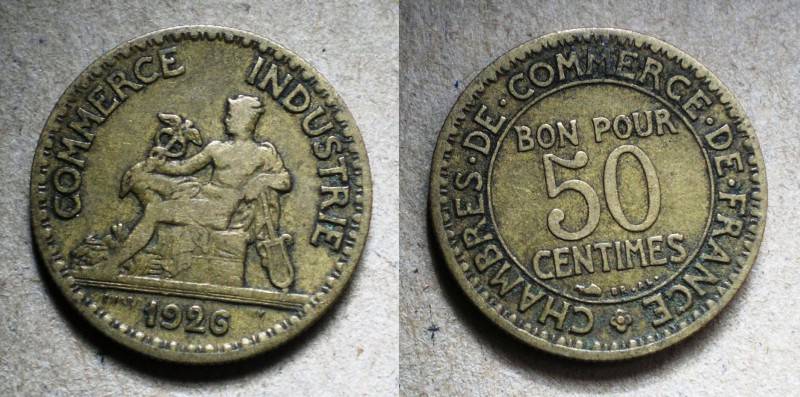 COMMERCE INDUSTRIE
1926
CHAMBRES · DE · COMMERCE · DE · FRANCE
BON POUR
50
CENTIMES